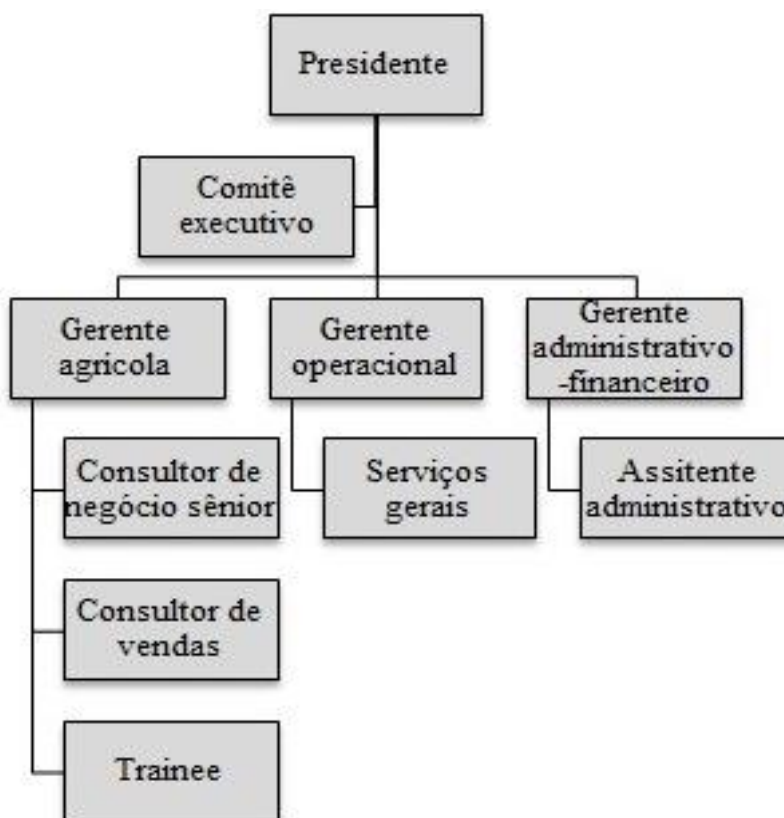 Presidente
Comitê
executivo
Gerente
agricola
Gerente
operacional
Gerente
administrativo
-financeiro
Consultor de
negócio sênior
Serviços
gerais
Assitente
administrativo
Consultor de
vendas
Trainee